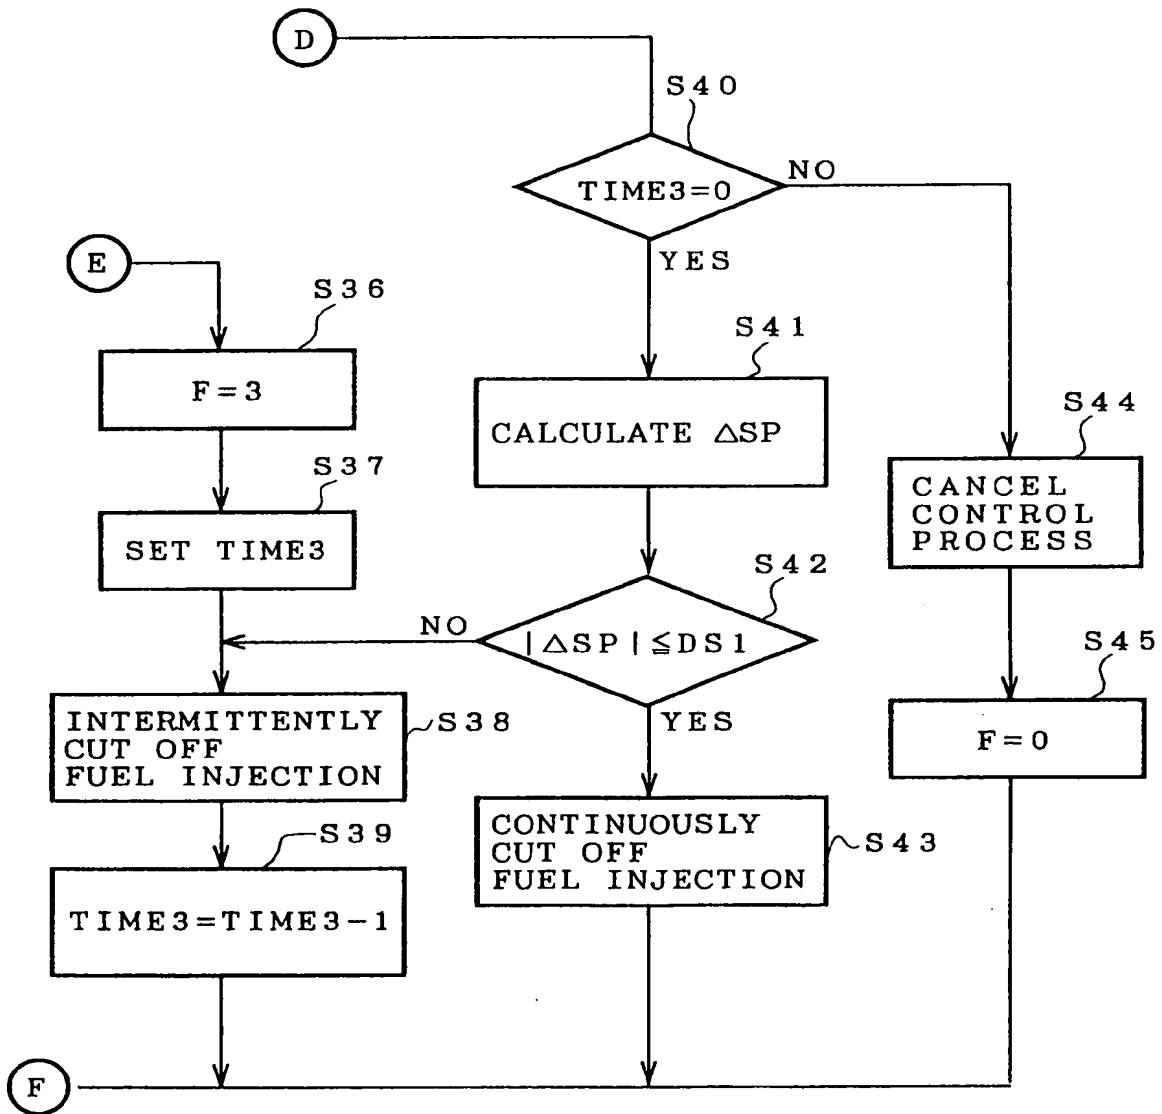 D
S40
TIME3=0
NO
YES
E
S36
F=3
S41
CALCULATE △SP
S37
SET TIME3
S44
CANCEL
CONTROL
PROCESS
S42
|△SP|≦DS1
NO
YES
S45
F=0
INTERMITTENTLY
CUT OFF
FUEL INJECTION
S38
CONTINUOUSLY
CUT OFF
FUEL INJECTION
S43
S39
TIME3=TIME3-1
F